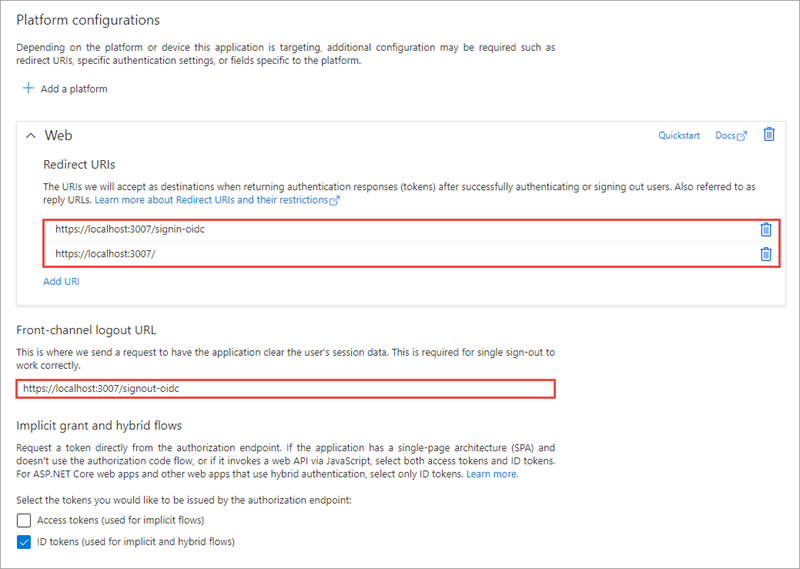 Platform configurations
Depending on the platform or device this application is targeting, additional configuration may be required such as
redirect URIs, specific authentication settings, or fields specific to the platform.
Add a platform
Web
Quickstart
Docs
Redirect URIs
The URIs we will accept as destinations when returning authentication responses (tokens) after successfully authenticating or signing out users. Also referred to as
reply URLs. Learn more about Redirect URIs and their restrictions
https://localhost:3007/signin-oidc
https://localhost:3007/
Add URI
Front-channel logout URL
This is where we send a request to have the application clear the user's session data. This is required for single sign-out to
work correctly.
https://localhost:3007/signout-oidc
Implicit grant and hybrid flows
Request a token directly from the authorization endpoint. If the application has a single-page architecture (SPA) and
doesn't use the authorization code flow, or if it invokes a web API via JavaScript, select both access tokens and ID tokens.
For ASP.NET Core web apps and other web apps that use hybrid authentication, select only ID tokens. Learn more.
Select the tokens you would like to be issued by the authorization endpoint:
Access tokens (used for implicit flows)
ID tokens (used for implicit and hybrid flows)